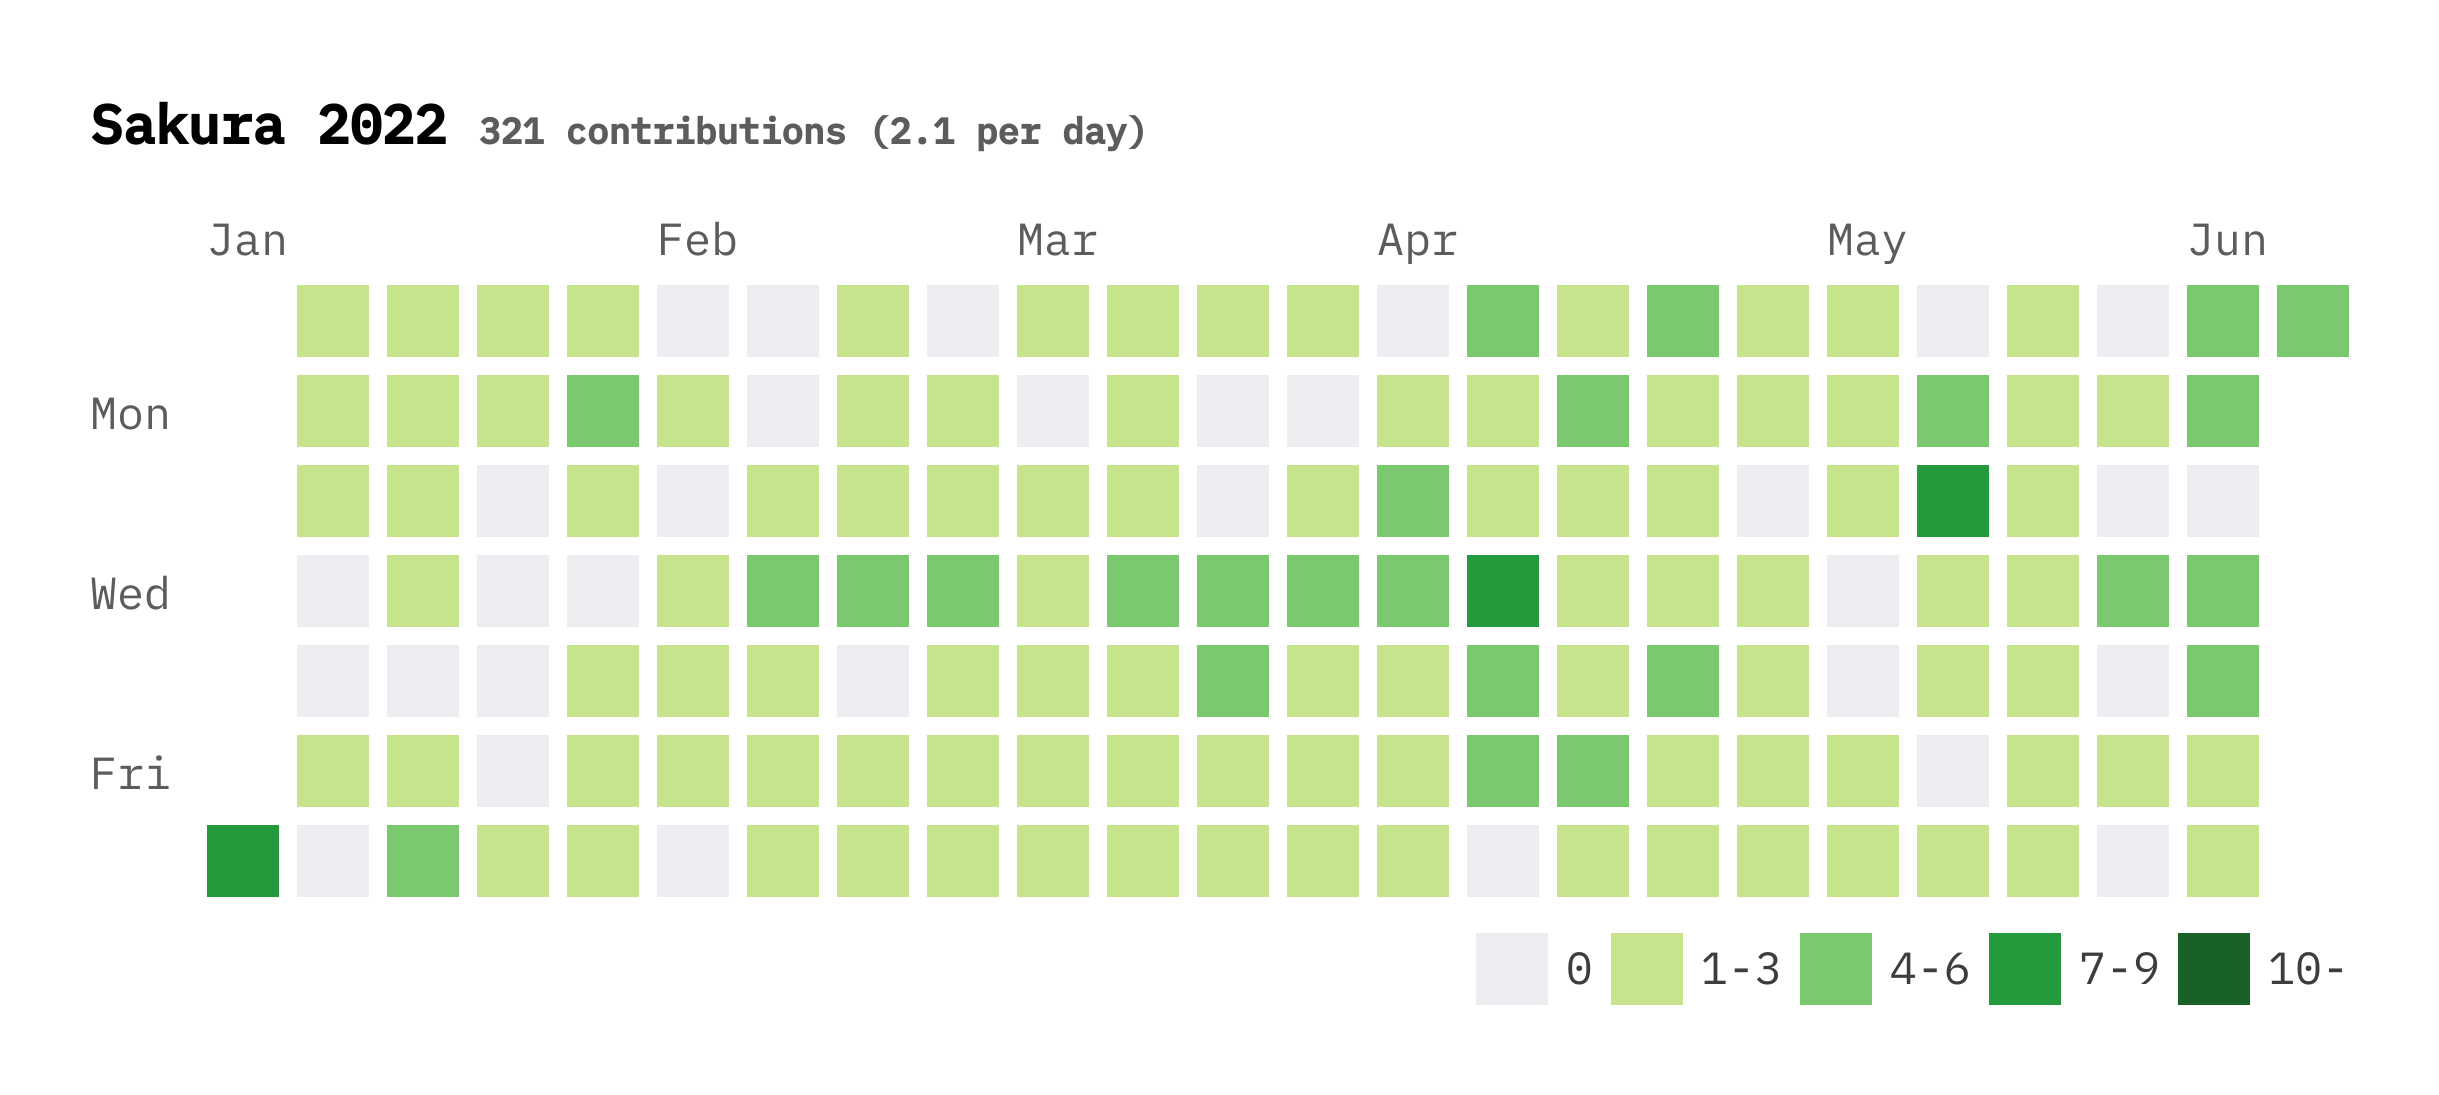 Sakura 2022 321 contributions (2.1 per day)
Jan Feb Mar Apr May Jun
Mon
Wed
Fri
0 1-3 4-6 7-9 10-